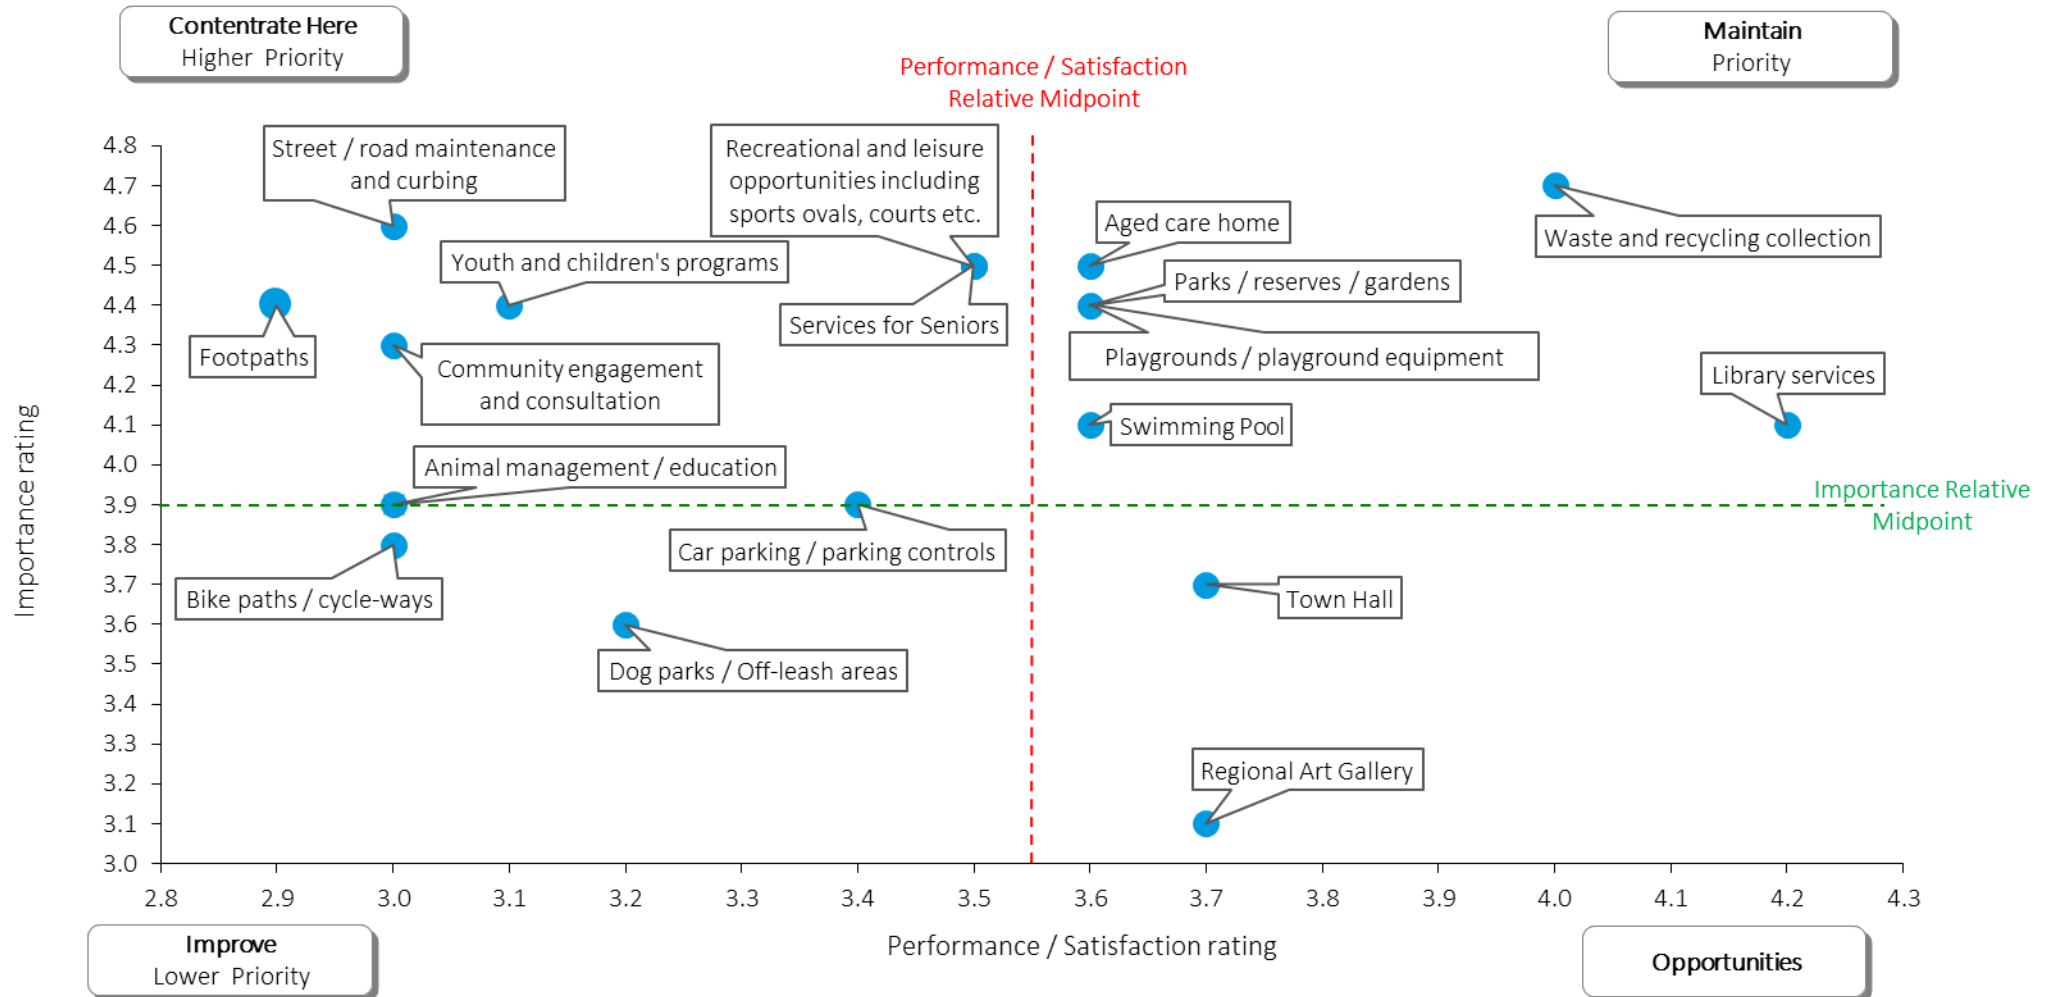 Contentrate Here
Higher Priority
Maintain
Priority
Performance / Satisfaction
Relative Midpoint
4.8
4.7
4.6
4.5
4.4
4.3
4.2
4.1
4.0
3.9
3.8
3.7
3.6
3.5
3.4
3.3
3.2
3.1
3.0
Importance rating
Street / road maintenance
and curbing
Recreational and leisure
opportunities including
sports ovals, courts etc.
Youth and children's programs
Services for Seniors
Footpaths
Community engagement
and consultation
Aged care home
Parks / reserves / gardens
Playgrounds / playground equipment
Waste and recycling collection
Library services
Swimming Pool
Animal management / education
Importance Relative
Midpoint
Car parking / parking controls
Bike paths / cycle-ways
Town Hall
Dog parks / Off-leash areas
Regional Art Gallery
2.8
2.9
3.0
3.1
3.2
3.3
3.4
3.5
3.6
3.7
3.8
3.9
4.0
4.1
4.2
4.3
Performance / Satisfaction rating
Improve
Lower Priority
Opportunities